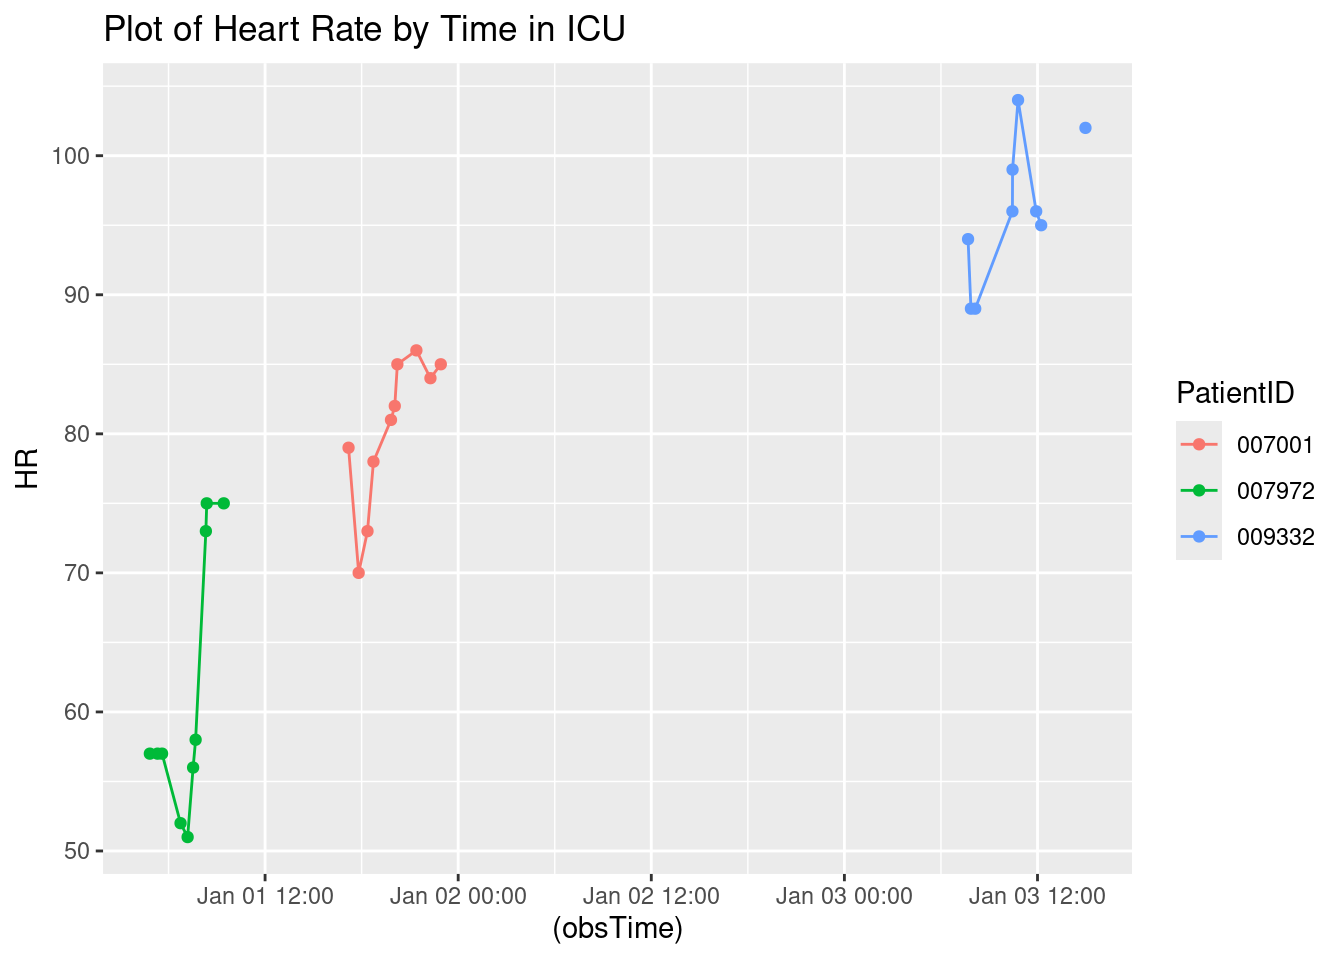 Plot of Heart Rate by Time in ICU
HR
100
90
80
70
60
50
Jan 01 12:00 Jan 02 00:00 Jan 02 12:00 Jan 03 00:00 Jan 03 12:00
(obsTime)
PatientID
007001
007972
009332